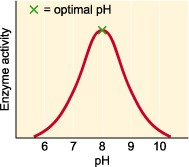 × = optimal pH
Enzyme activity
6 7 8 9 10
pH